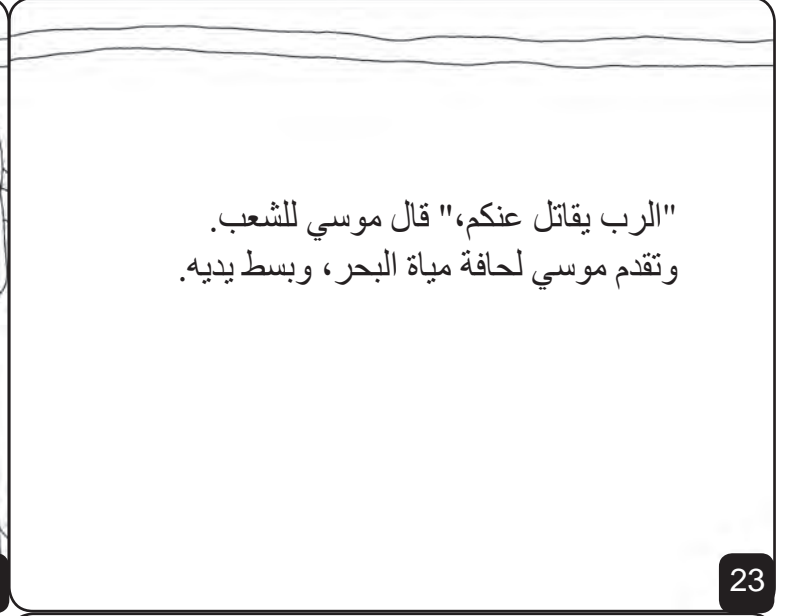 "الرب يقاتل عنكم،" قال موسي للشعب.
وتقدم موسي لحافة مياة البحر، وبسط يديه.
23